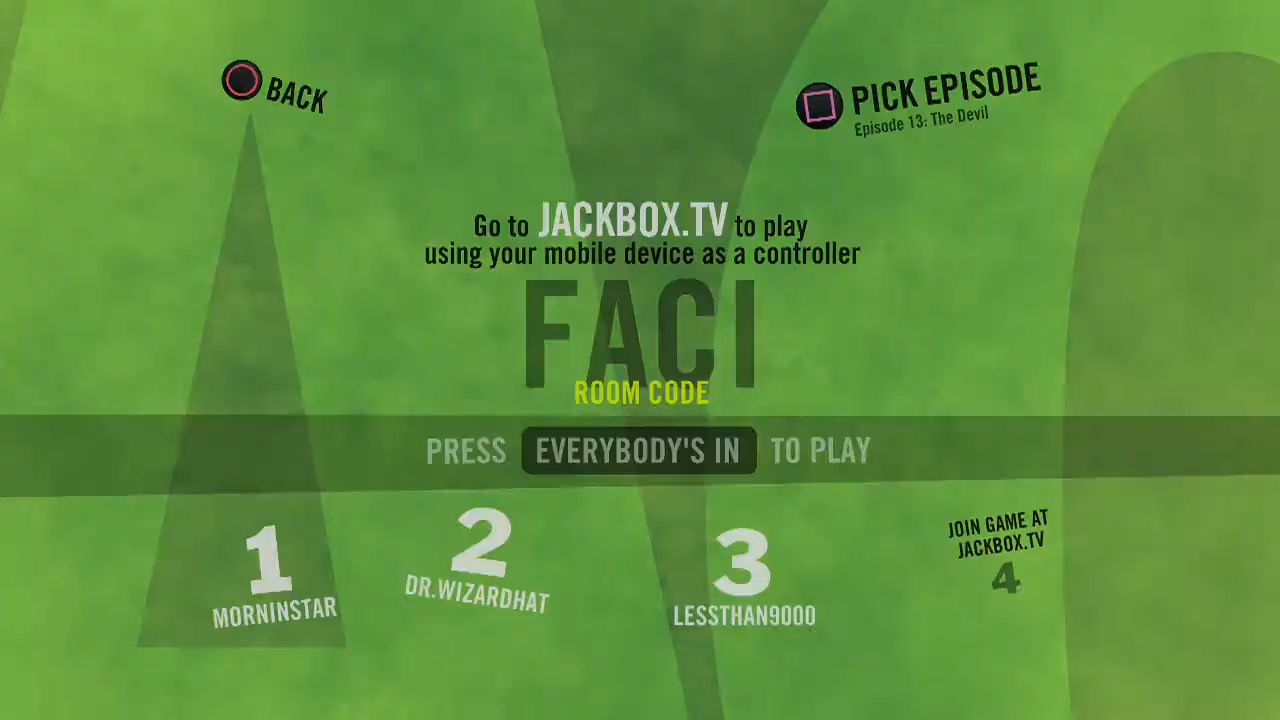 BACK
PICK EPISODE
Episode 13: The Devil
Go to JACKBOX.TV to play
using your mobile device as a controller
FACI
ROOM CODE
PRESS EVERYBODY'S IN TO PLAY
1
MORNINSTAR
2
DR.WIZARDHAT
3
LESSTHAN9000
JOIN GAME AT
JACKBOX.TV
4